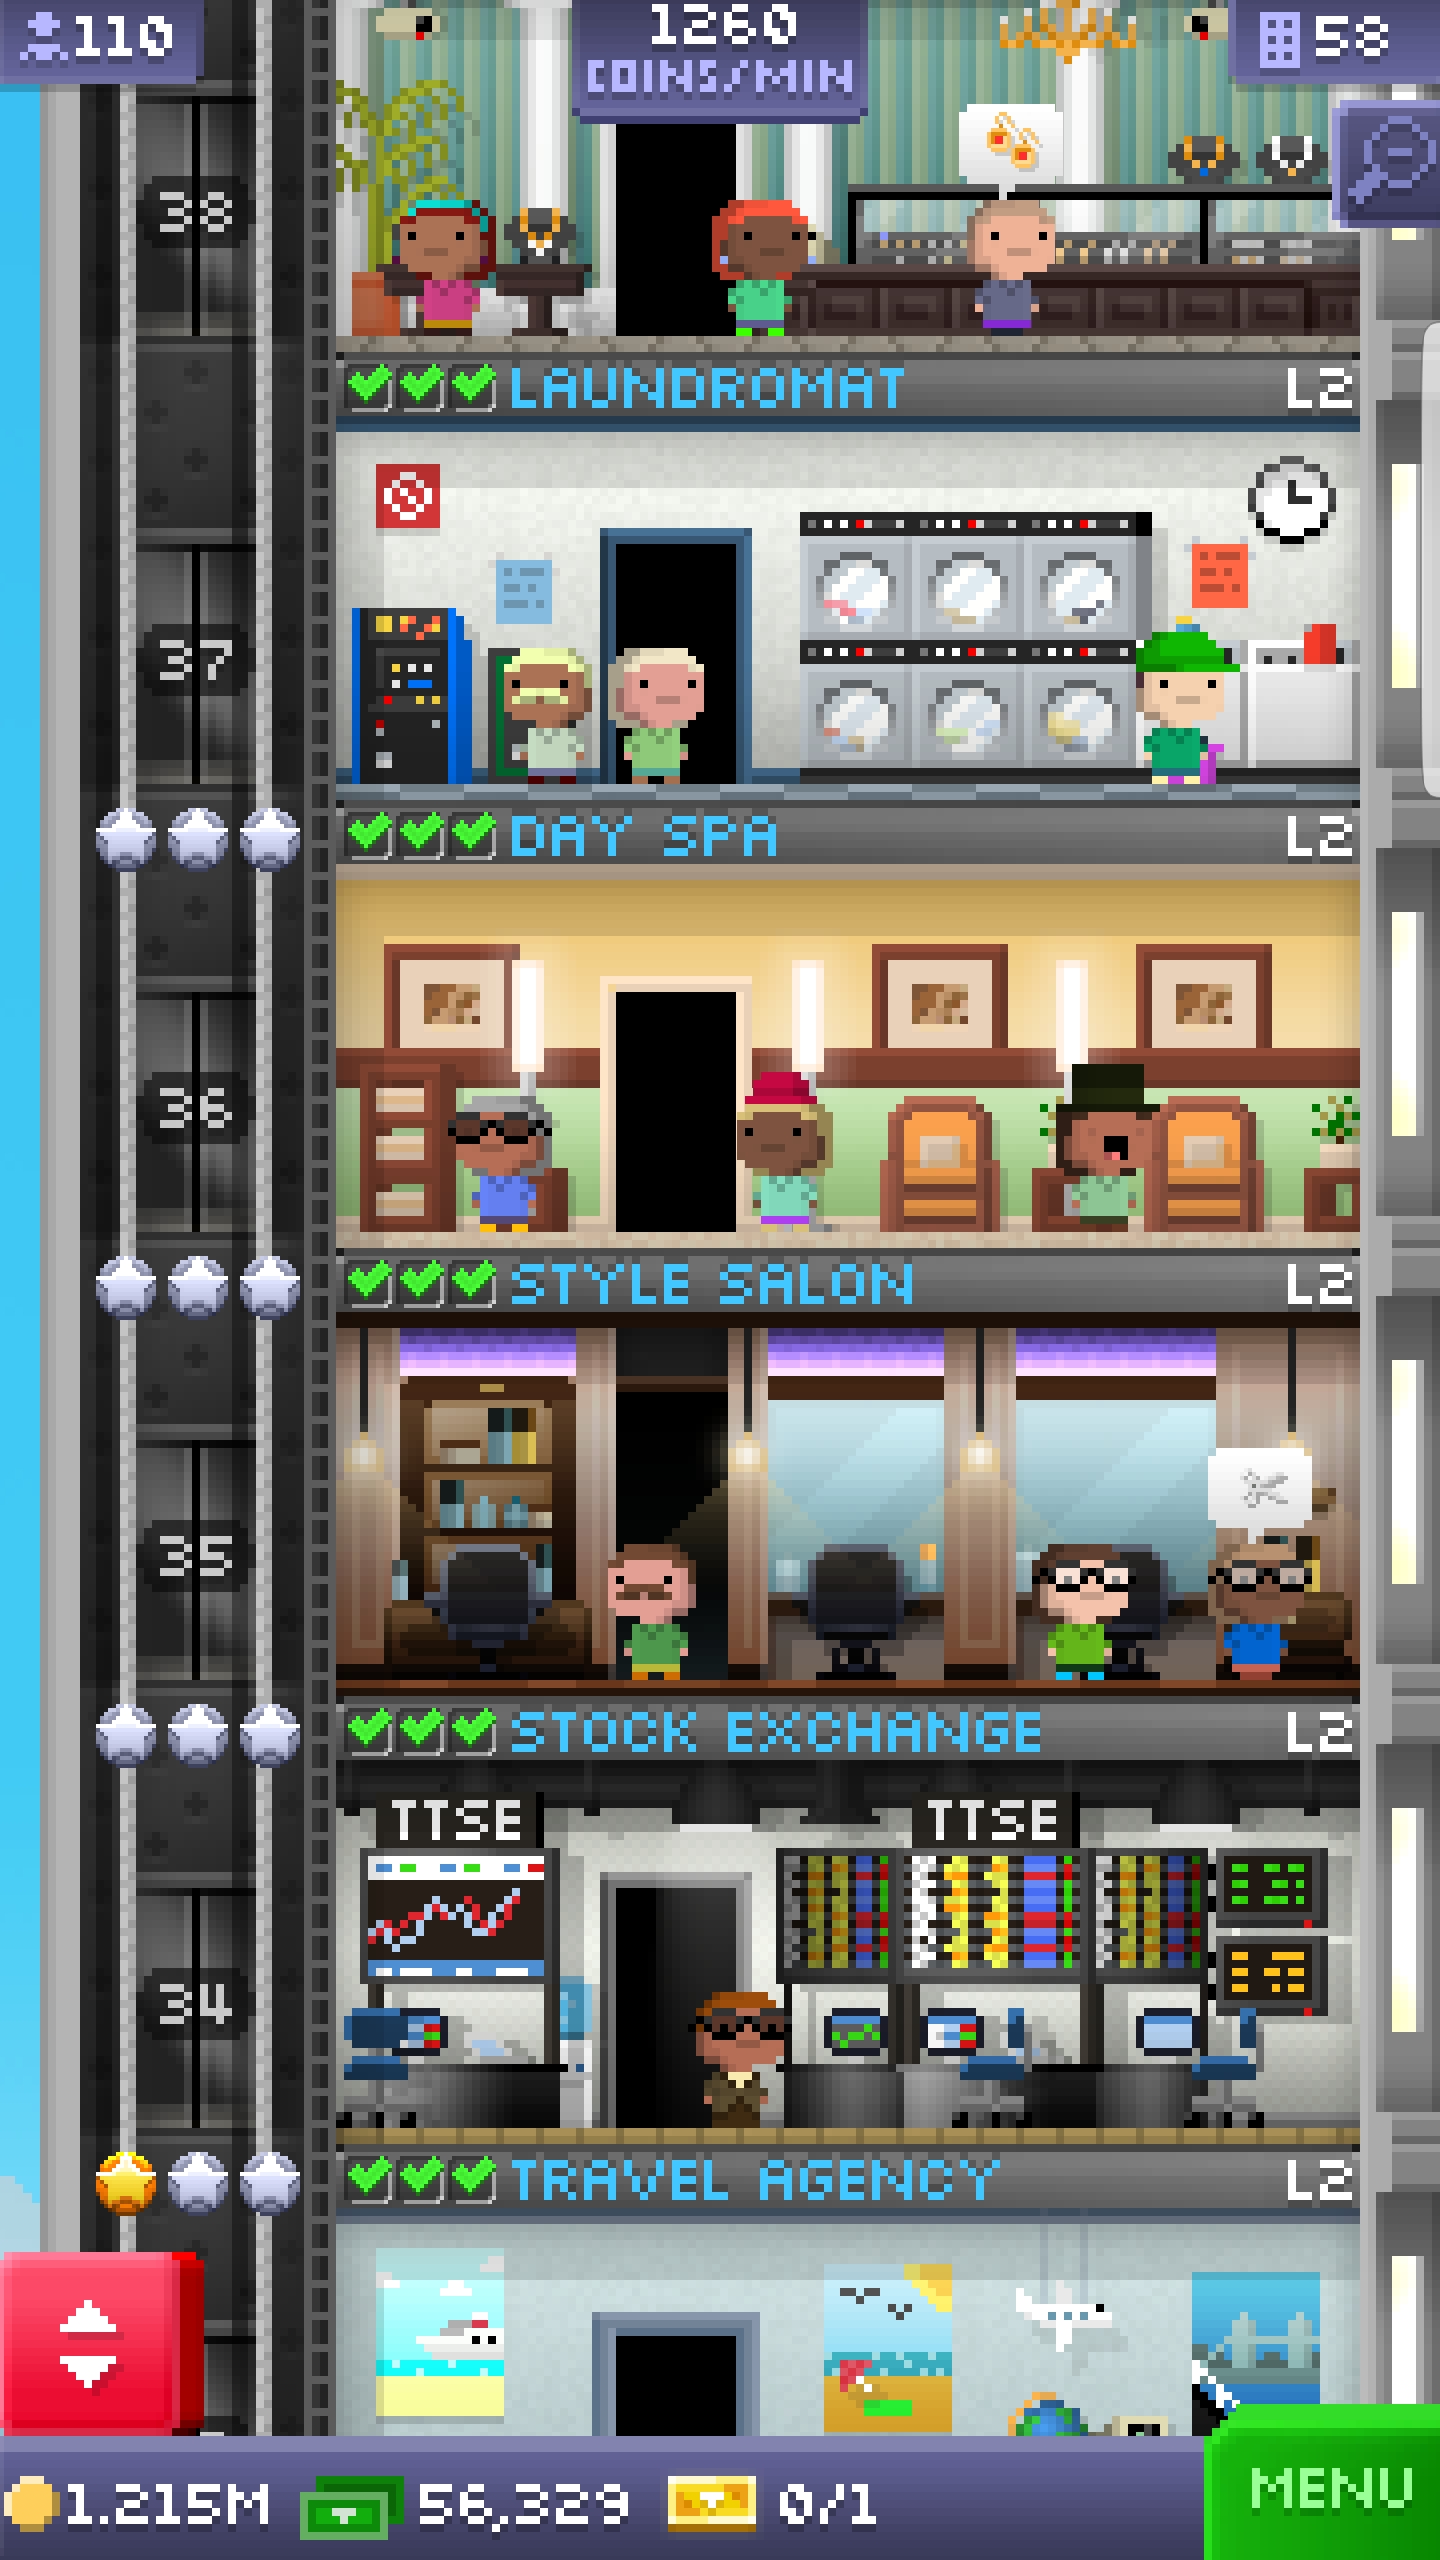 110
1260
COINS/MIN
58
38
LAUNDROMAT L2
37
DAY SPA L2
36
STYLE SALON L2
35
STOCK EXCHANGE L2
TTSE TTSE
34
TRAVEL AGENCY L2
1.215M 56,329 0/1
MENU